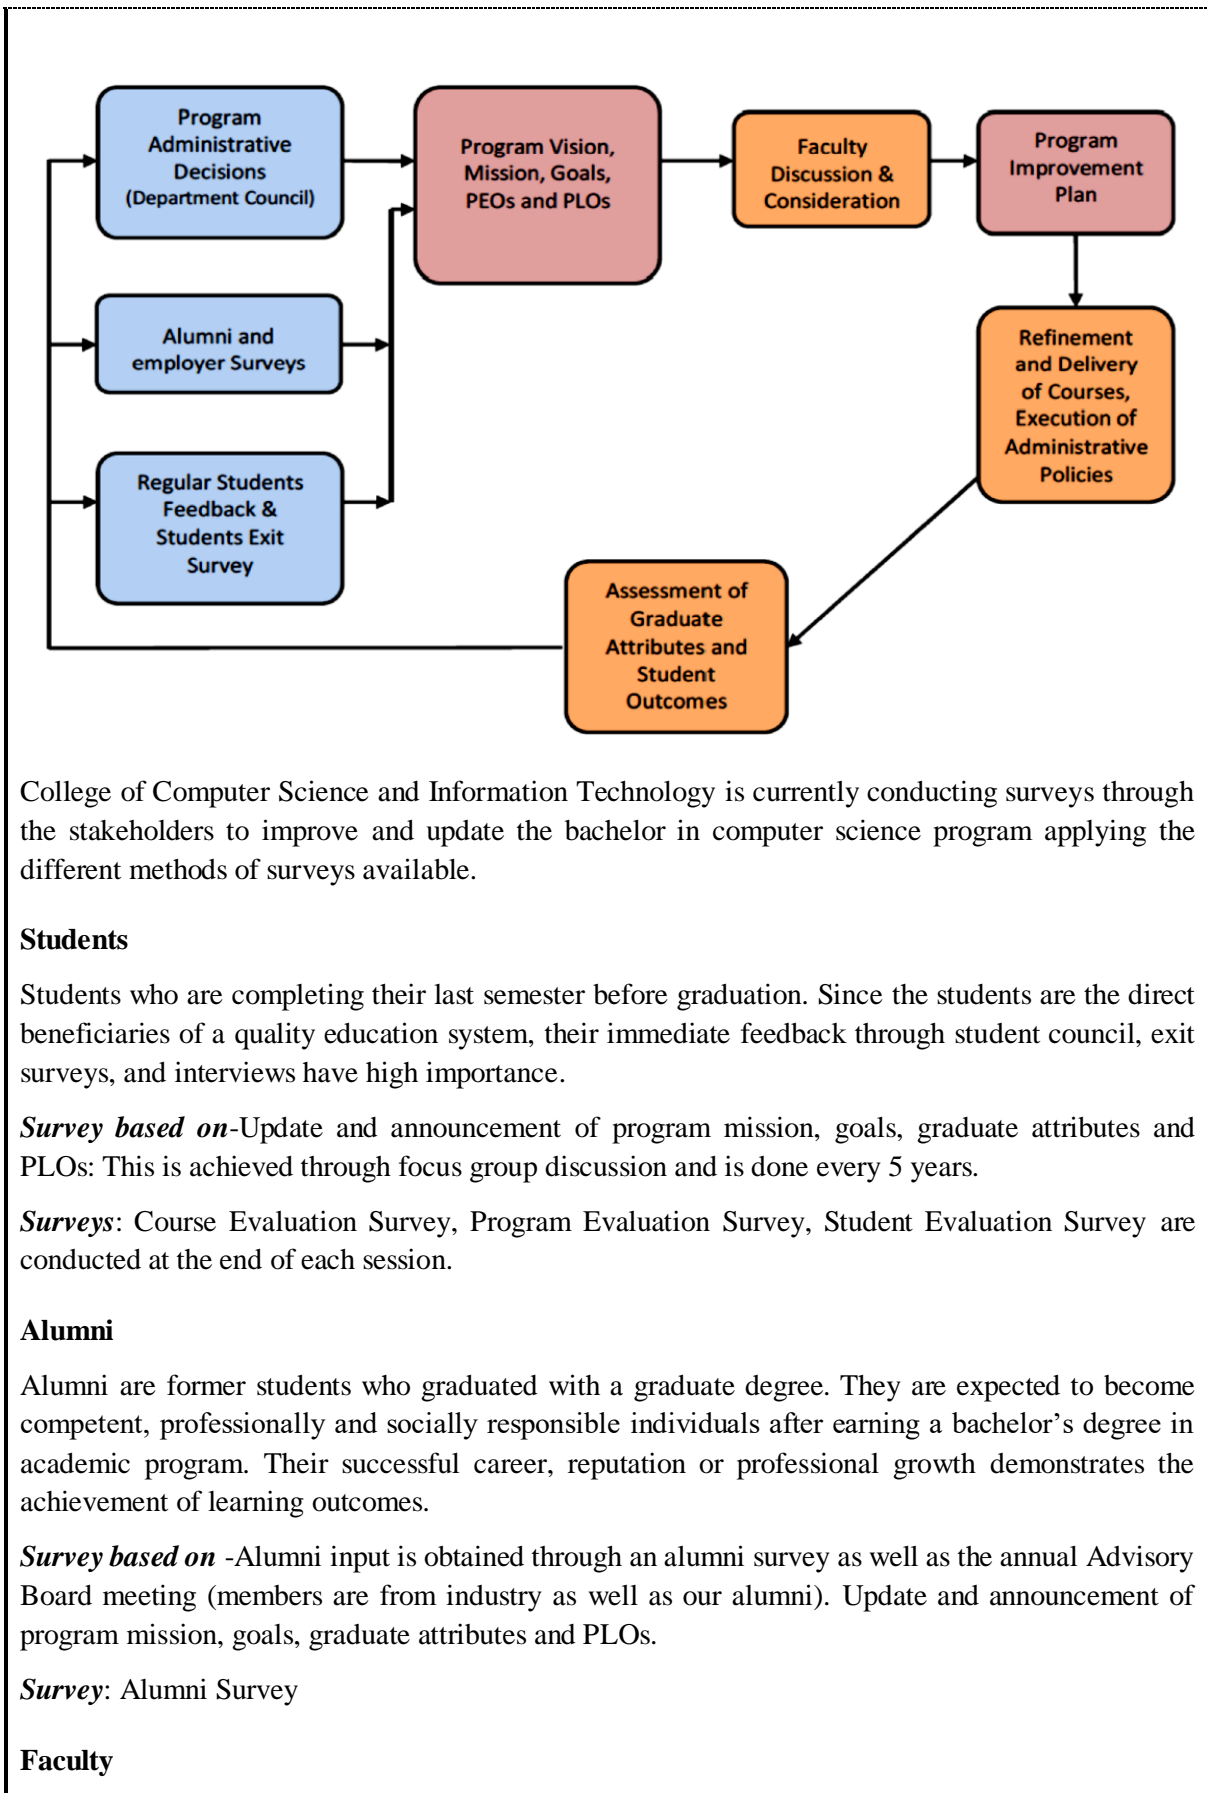 Program
Administrative
Decisions
(Department Council)
Program Vision,
Mission, Goals,
PEOs and PLOs
Faculty
Discussion &
Consideration
Program
Improvement
Plan
Alumni and
employer Surveys
Refinement
and Delivery
of Courses,
Execution of
Administrative
Policies
Regular Students
Feedback &
Students Exit
Survey
Assessment of
Graduate
Attributes and
Student
Outcomes
College of Computer Science and Information Technology is currently conducting surveys through
the stakeholders to improve and update the bachelor in computer science program applying the
different methods of surveys available.
Students
Students who are completing their last semester before graduation. Since the students are the direct
beneficiaries of a quality education system, their immediate feedback through student council, exit
surveys, and interviews have high importance.
Survey based on-Update and announcement of program mission, goals, graduate attributes and
PLOs: This is achieved through focus group discussion and is done every 5 years.
Surveys: Course Evaluation Survey, Program Evaluation Survey, Student Evaluation Survey are
conducted at the end of each session.
Alumni
Alumni are former students who graduated with a graduate degree. They are expected to become
competent, professionally and socially responsible individuals after earning a bachelor’s degree in
academic program. Their successful career, reputation or professional growth demonstrates the
achievement of learning outcomes.
Survey based on -Alumni input is obtained through an alumni survey as well as the annual Advisory
Board meeting (members are from industry as well as our alumni). Update and announcement of
program mission, goals, graduate attributes and PLOs.
Survey: Alumni Survey
Faculty